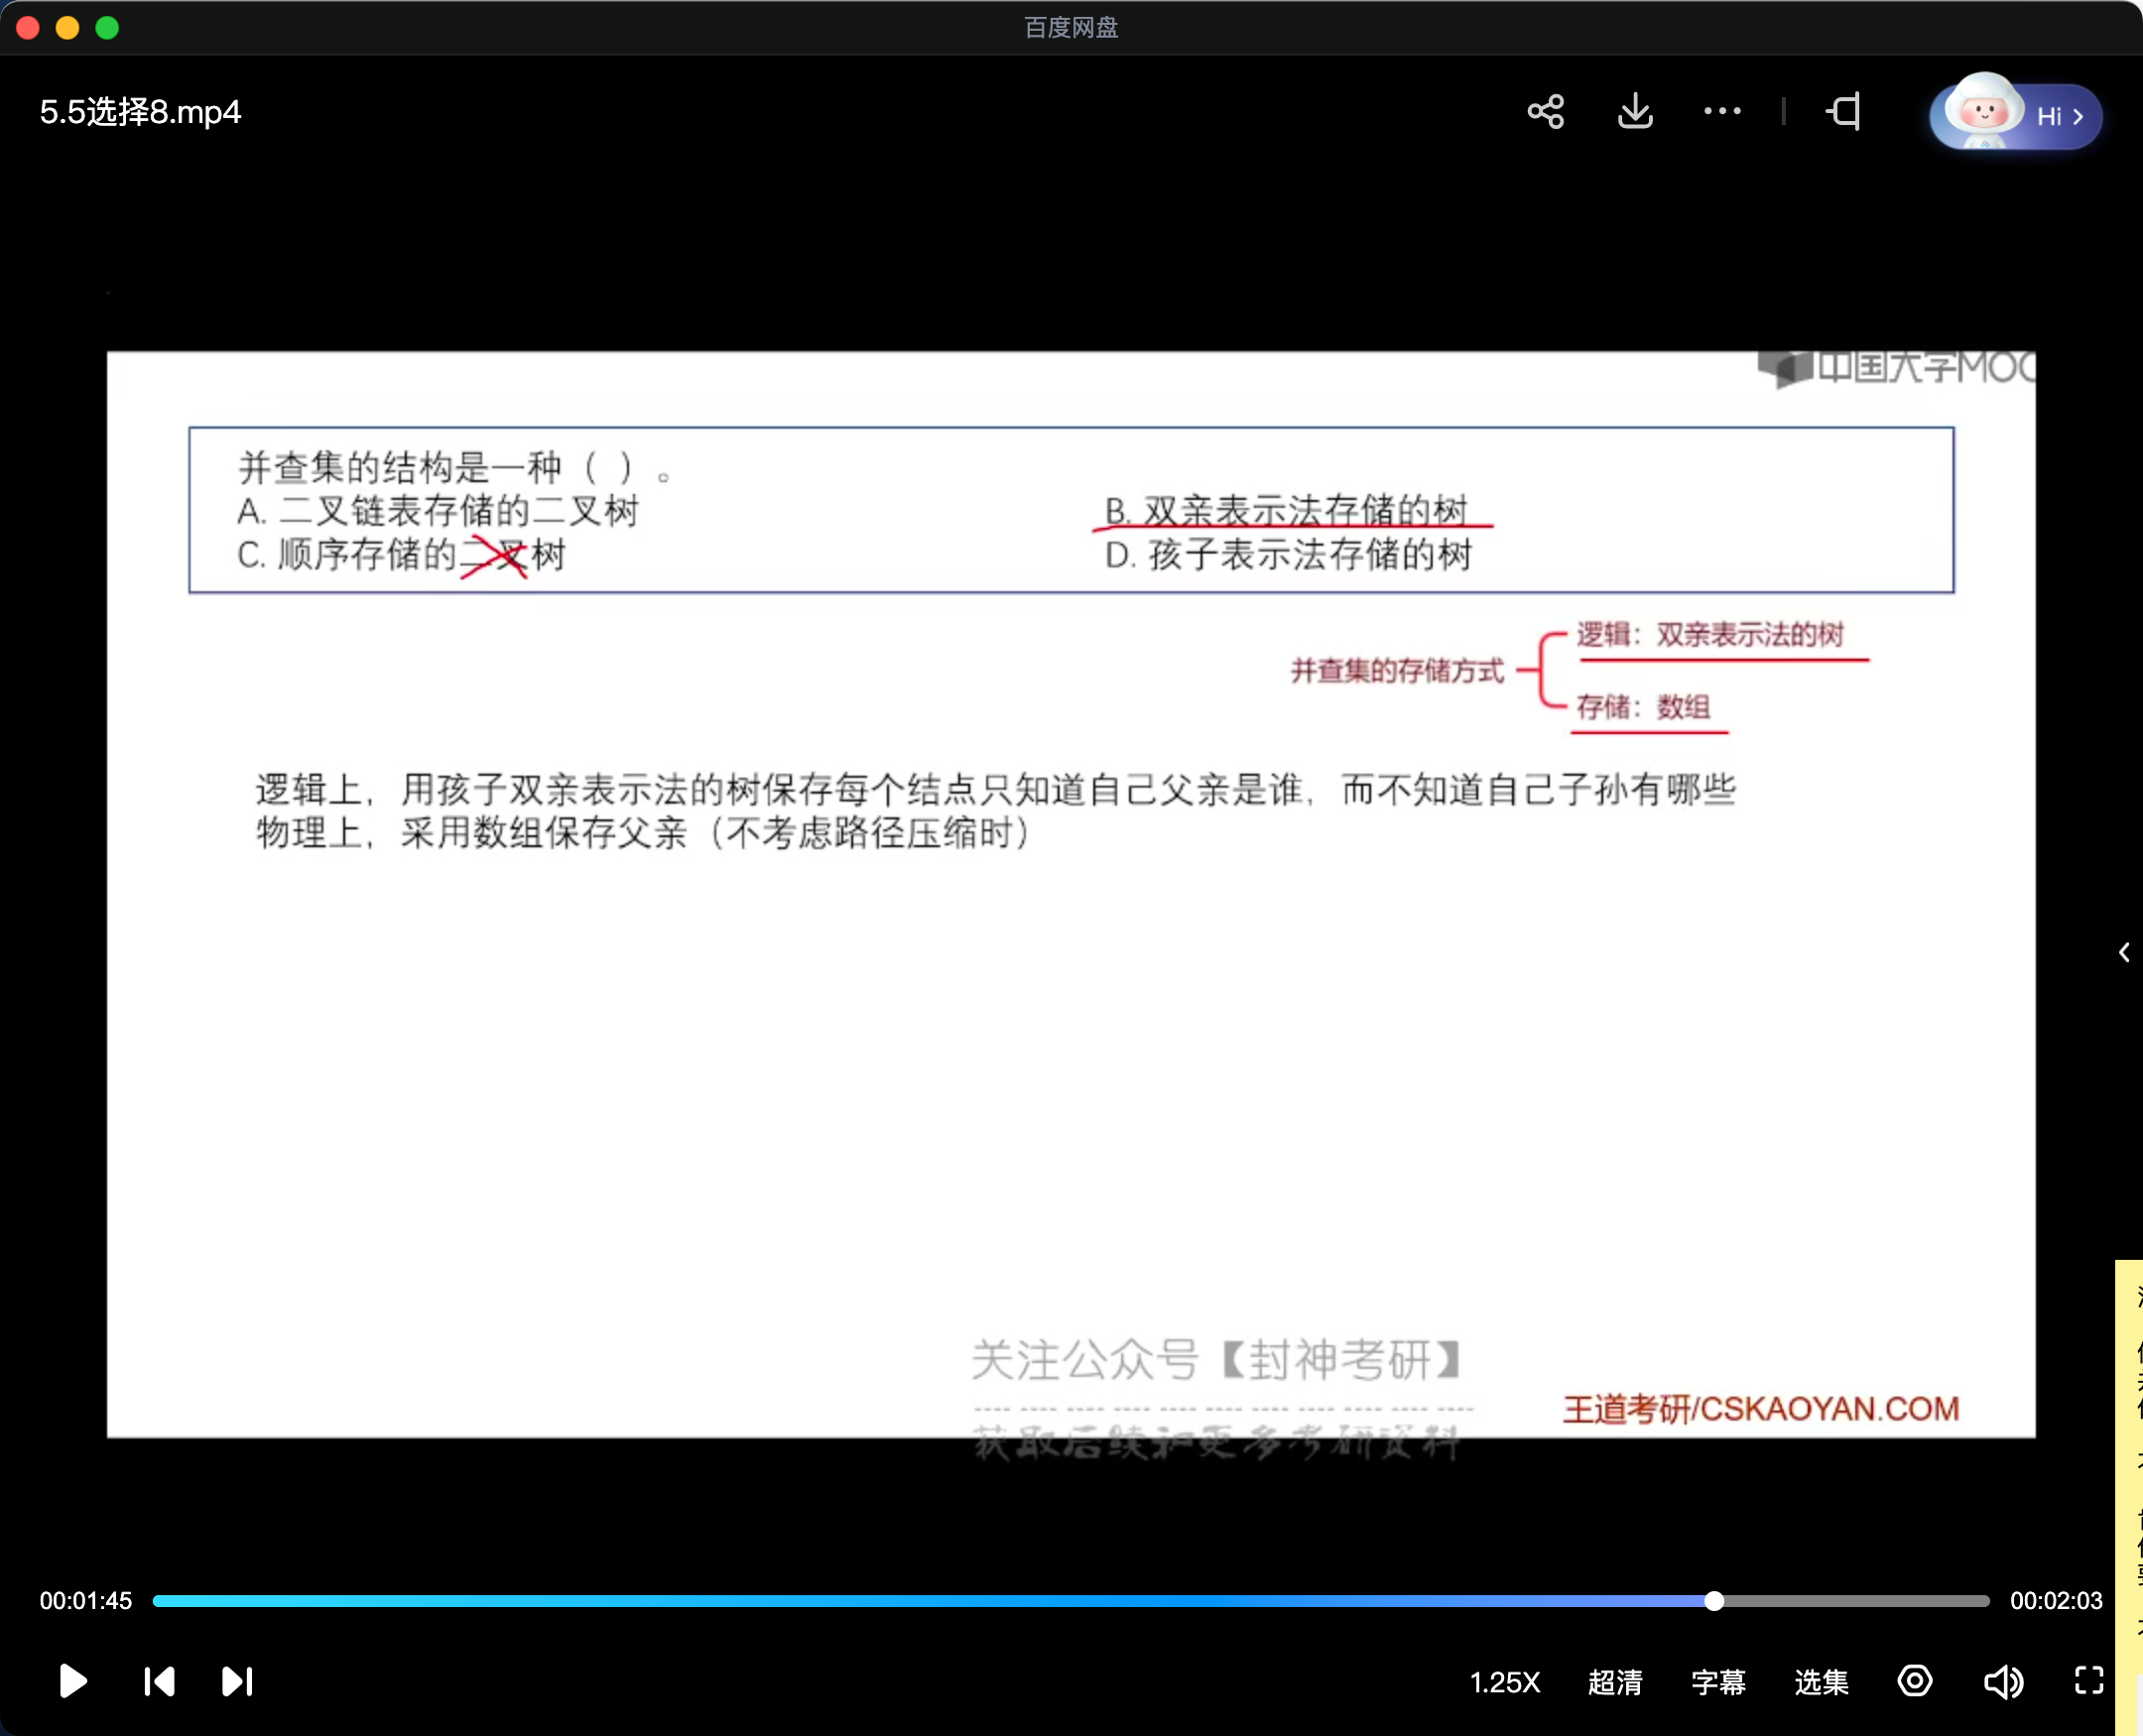 百度网盘
5.5选择8.mp4
Hi
中国大学MOO
并查集的结构是一种（ ）。
A. 二叉链表存储的二叉树
B. 双亲表示法存储的树
C. 顺序存储的二叉树
D. 孩子表示法存储的树
逻辑：双亲表示法的树
并查集的存储方式
存储：数组
逻辑上，用孩子双亲表示法的树保存每个结点只知道自己父亲是谁，而不知道自己子孙有哪些
物理上，采用数组保存父亲（不考虑路径压缩时）
关注公众号【封神考研】
王道考研/CSKAOYAN.COM
获取后续和更多考研资料
00:01:45
00:02:03
1.25X
超清
字幕
选集